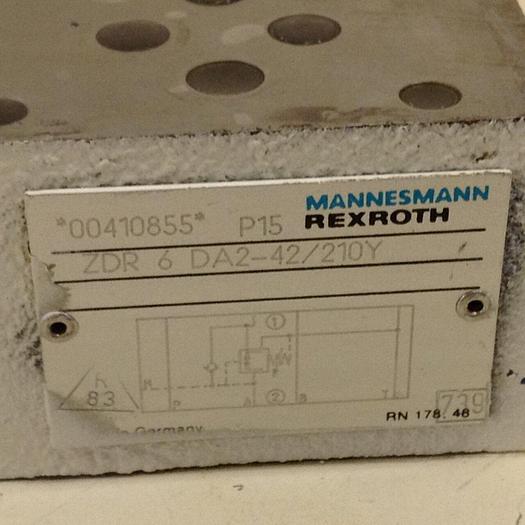 MANNESMANN
REXROTH
*00410855* P15
ZDR 6 DA2-42/210Y
1
M
P A 2 B T
h
83
739
RN 178.48
Germany